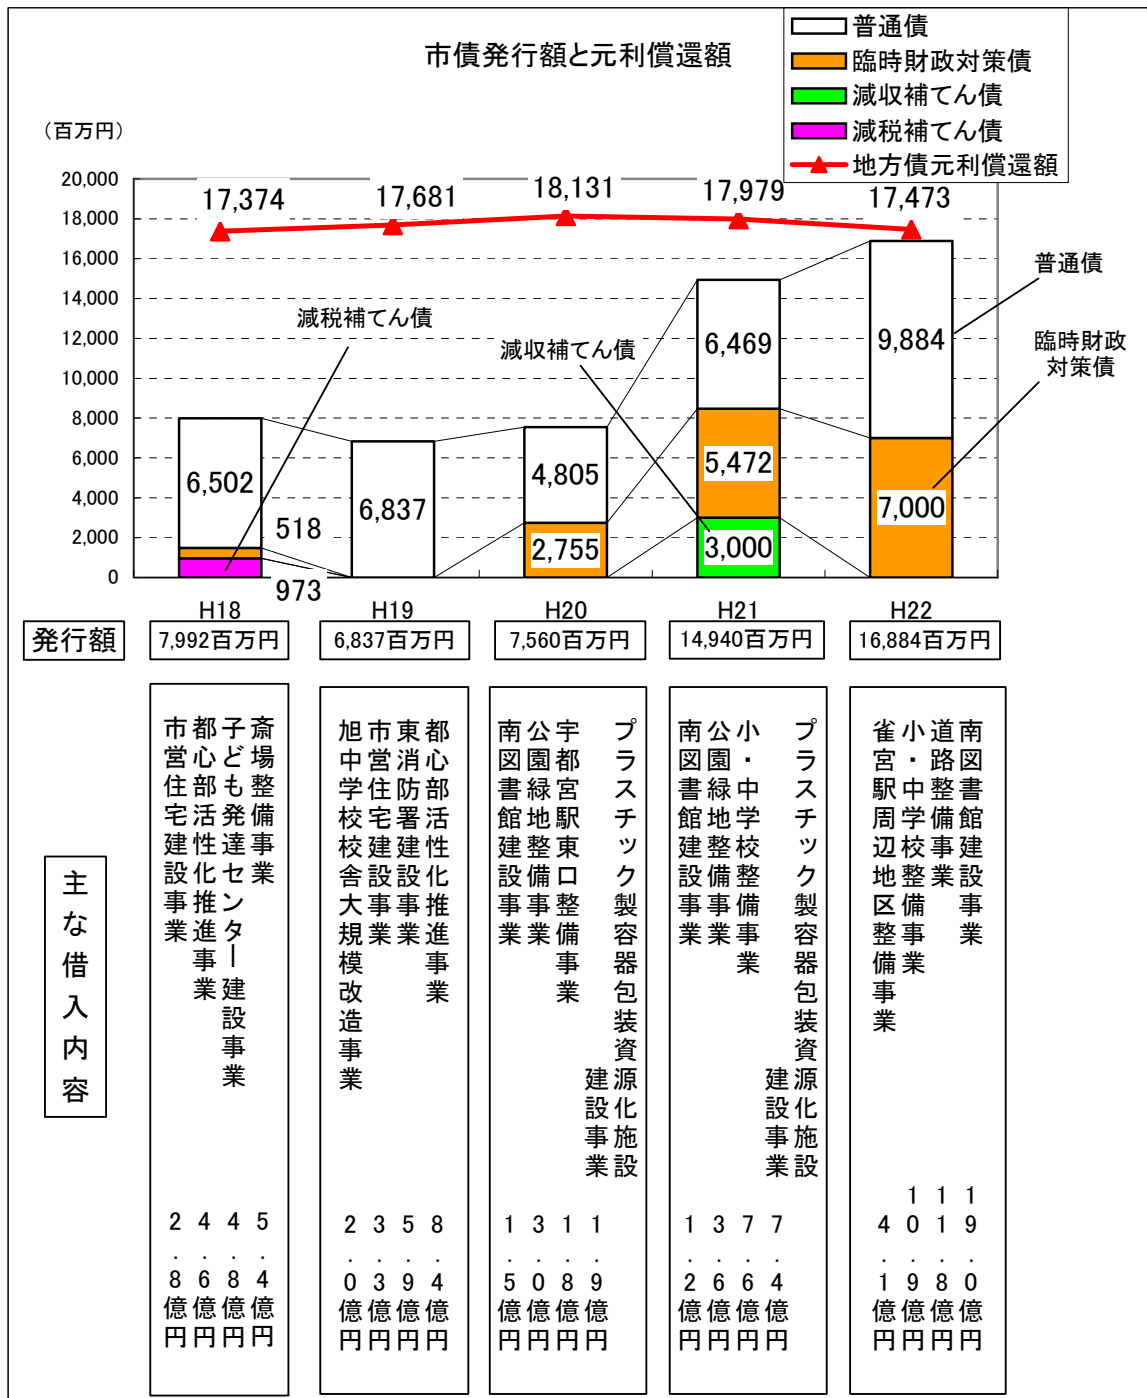 市債発行額と元利償還額
普通債
臨時財政対策債
減収補てん債
減税補てん債
地方債元利償還額
（百万円）
20,000
18,000
16,000
14,000
12,000
10,000
8,000
6,000
4,000
2,000
0
17,374
17,681
18,131
17,979
17,473
減税補てん債
減収補てん債
普通債
臨時財政
対策債
6,502
518
973
6,837
4,805
2,755
6,469
5,472
3,000
9,884
7,000
H18
H19
H20
H21
H22
発行額
7,992百万円
6,837百万円
7,560百万円
14,940百万円
16,884百万円
主な借入内容
斎場整備事業 5.4億円
子ども発達センター建設事業 4.8億円
都心部活性化推進事業 4.6億円
市営住宅建設事業 2.8億円
都心部活性化推進事業 8.4億円
東消防署建設事業 5.9億円
市営住宅建設事業 3.3億円
旭中学校校舎大規模改造事業 2.0億円
プラスチック製容器包装資源化施設
建設事業 1.9億円
宇都宮駅東口整備事業 1.8億円
公園緑地整備事業 3.0億円
南図書館建設事業 1.5億円
プラスチック製容器包装資源化施設
建設事業 7.4億円
小・中学校整備事業 7.6億円
公園緑地整備事業 3.6億円
南図書館建設事業 1.2億円
南図書館建設事業 19.0億円
道路整備事業 11.8億円
小・中学校整備事業 10.9億円
雀宮駅周辺地区整備事業 4.1億円